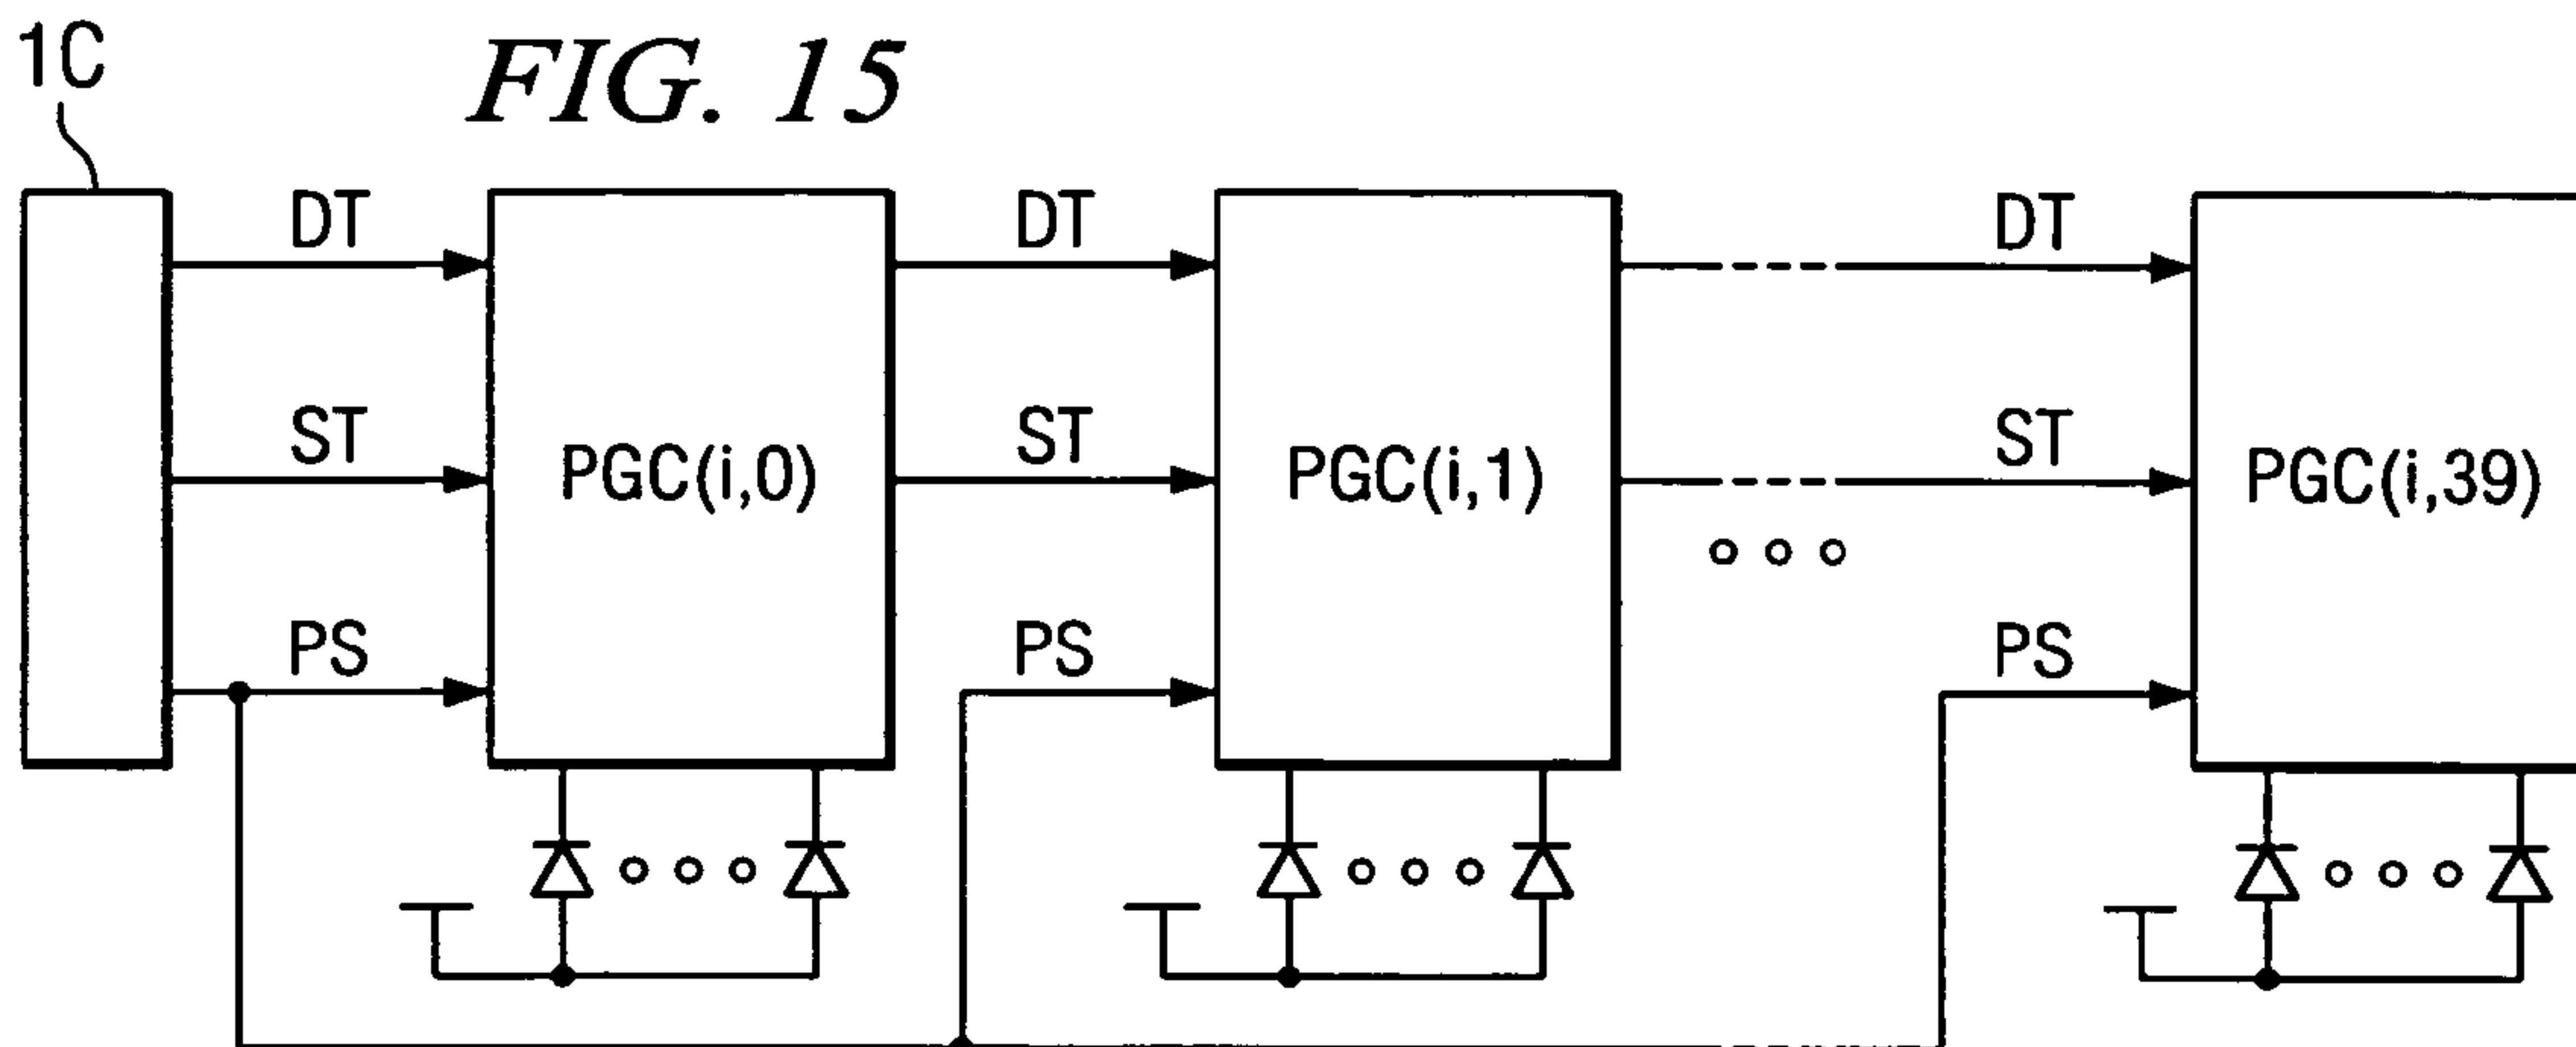 1C
FIG. 15
DT DT DT
ST ST ST
PGC(i,0) PGC(i,1) PGC(i,39)
PS PS PS